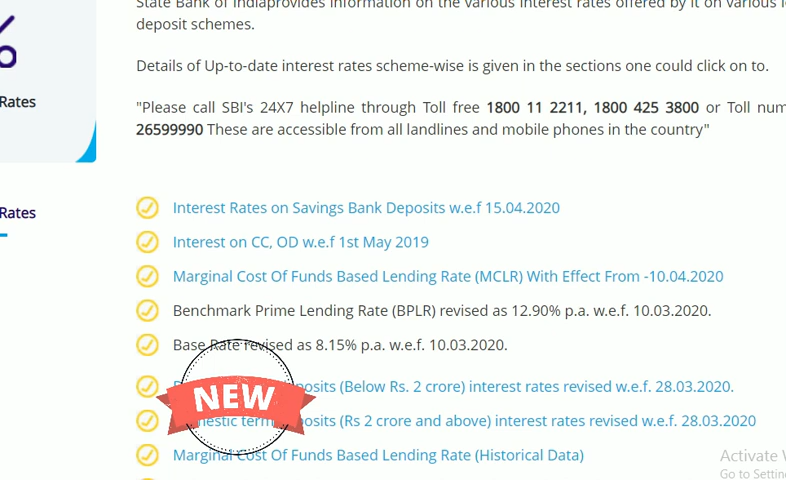 State Bank of Indiaprovides information on the various interest rates offered by it on various
deposit schemes.
Details of Up-to-date interest rates scheme-wise is given in the sections one could click on to.
"Please call SBI's 24X7 helpline through Toll free 1800 11 2211, 1800 425 3800 or Toll num
26599990 These are accessible from all landlines and mobile phones in the country"
Rates
Rates
Interest Rates on Savings Bank Deposits w.e.f 15.04.2020
Interest on CC, OD w.e.f 1st May 2019
Marginal Cost Of Funds Based Lending Rate (MCLR) With Effect From -10.04.2020
Benchmark Prime Lending Rate (BPLR) revised as 12.90% p.a. w.e.f. 10.03.2020.
Base Rate revised as 8.15% p.a. w.e.f. 10.03.2020.
posits (Below Rs. 2 crore) interest rates revised w.e.f. 28.03.2020.
NEW
mestic term posits (Rs 2 crore and above) interest rates revised w.e.f. 28.03.2020
Marginal Cost Of Funds Based Lending Rate (Historical Data)
Activate W
Go to Settin